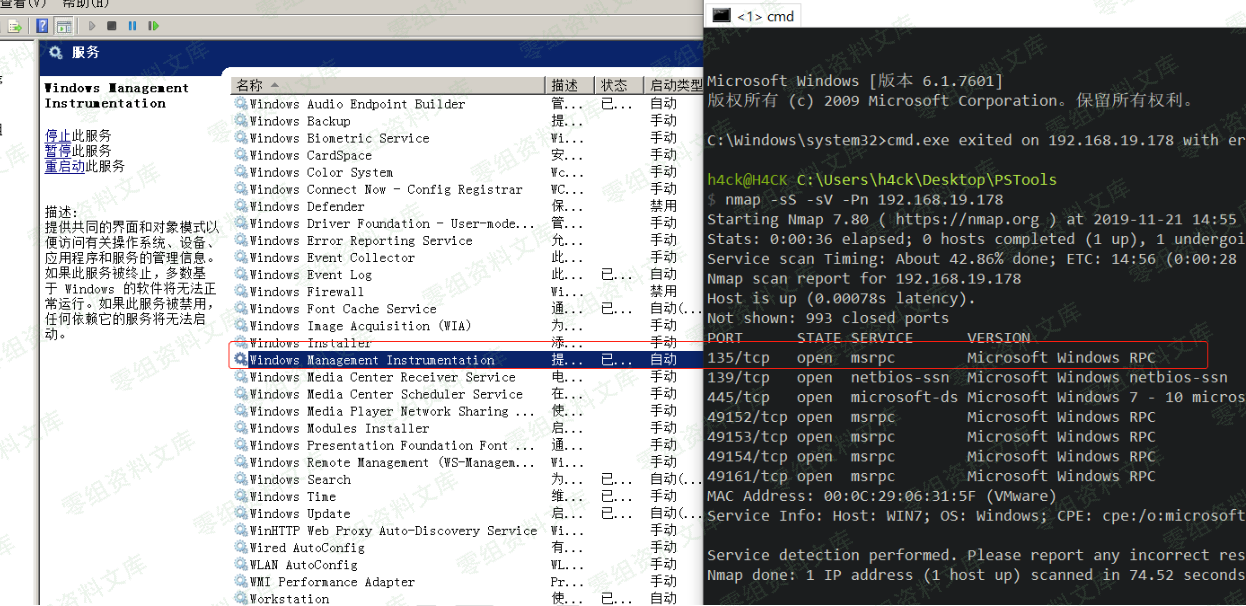 查看(V) 帮助(H)
服务
Windows Management
Instrumentation
停止此服务
暂停此服务
重启动此服务
描述:
提供共同的界面和对象模式以
便访问有关操作系统、设备、
应用程序和服务的管理信息。
如果此服务被终止，多数基
于 Windows 的软件将无法正
常运行。如果此服务被禁用，
任何依赖它的服务将无法启
动。
名称 描述 状态 启动类型
Windows Audio Endpoint Builder 管... 已... 自动
Windows Backup 提... 手动
Windows Biometric Service Wi... 手动
Windows CardSpace 安... 手动
Windows Color System Wc... 手动
Windows Connect Now - Config Registrar WC... 手动
Windows Defender 保... 禁用
Windows Driver Foundation - User-mode... 管... 手动
Windows Error Reporting Service 允... 手动
Windows Event Collector 此... 手动
Windows Event Log 此... 已... 自动
Windows Firewall Wi... 禁用
Windows Font Cache Service 通... 已... 自动(...
Windows Image Acquisition (WIA) 为... 手动
Windows Installer 添... 手动
Windows Management Instrumentation 提... 已... 自动
Windows Media Center Receiver Service 电... 手动
Windows Media Center Scheduler Service 在... 手动
Windows Media Player Network Sharing ... 使... 手动
Windows Modules Installer 启... 手动
Windows Presentation Foundation Font ... 通... 手动
Windows Remote Management (WS-Managem... Wi... 手动
Windows Search 为... 已... 自动(...
Windows Time 维... 已... 手动
Windows Update 启... 已... 自动(...
WinHTTP Web Proxy Auto-Discovery Service Wi... 手动
Wired AutoConfig 有... 手动
WLAN AutoConfig WL... 手动
WMI Performance Adapter Pr... 手动
Workstation 使... 已... 自动
<1> cmd
Microsoft Windows [版本 6.1.7601]
版权所有 (c) 2009 Microsoft Corporation。保留所有权利。
C:\Windows\system32>cmd.exe exited on 192.168.19.178 with er
h4ck@H4CK C:\Users\h4ck\Desktop\PSTools
$ nmap -sS -sV -Pn 192.168.19.178
Starting Nmap 7.80 ( https://nmap.org ) at 2019-11-21 14:55
Stats: 0:00:36 elapsed; 0 hosts completed (1 up), 1 undergoi
Service scan Timing: About 42.86% done; ETC: 14:56 (0:00:28
Nmap scan report for 192.168.19.178
Host is up (0.00078s latency).
Not shown: 993 closed ports
PORT STATE SERVICE VERSION
135/tcp open msrpc Microsoft Windows RPC
139/tcp open netbios-ssn Microsoft Windows netbios-ssn
445/tcp open microsoft-ds Microsoft Windows 7 - 10 micros
49152/tcp open msrpc Microsoft Windows RPC
49153/tcp open msrpc Microsoft Windows RPC
49154/tcp open msrpc Microsoft Windows RPC
49161/tcp open msrpc Microsoft Windows RPC
MAC Address: 00:0C:29:06:31:5F (VMware)
Service Info: Host: WIN7; OS: Windows; CPE: cpe:/o:microsoft
Service detection performed. Please report any incorrect res
Nmap done: 1 IP address (1 host up) scanned in 74.52 seconds
零组资料文库